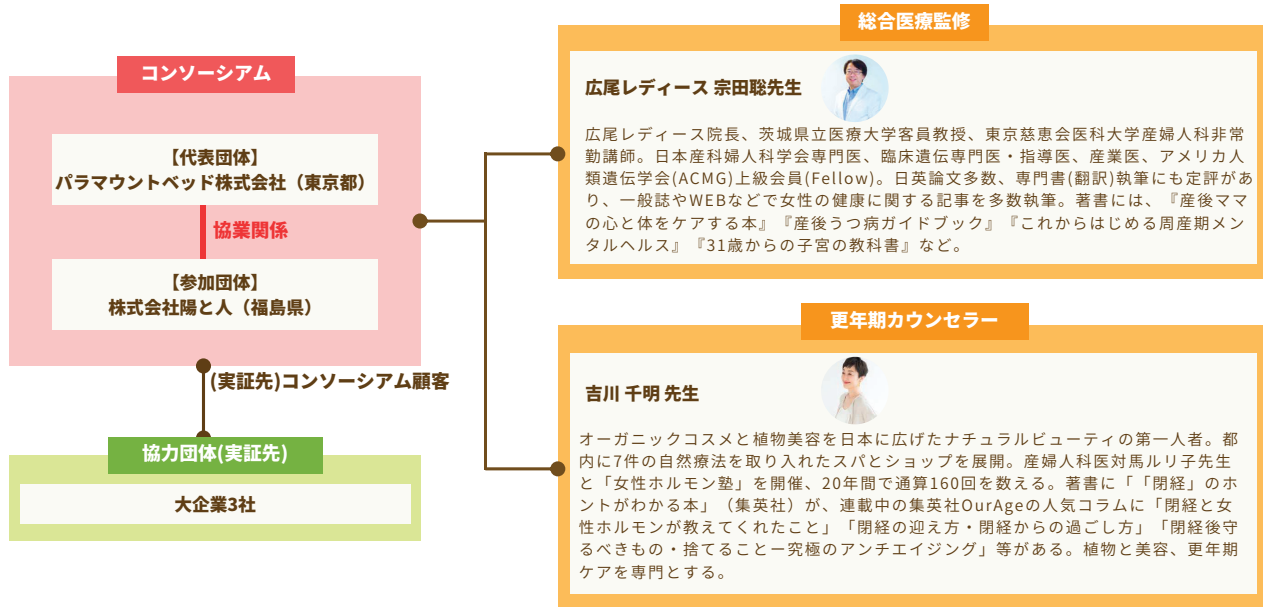 コンソーシアム
【代表団体】
パラマウントベッド株式会社（東京都）
協業関係
【参加団体】
株式会社陽と人（福島県）
(実証先)コンソーシアム顧客
協力団体(実証先)
大企業3社
総合医療監修
広尾レディース 宗田聡先生
広尾レディース院長、茨城県立医療大学客員教授、東京慈恵会医科大学産婦人科非常
勤講師。日本産科婦人科学会専門医、臨床遺伝専門医・指導医、産業医、アメリカ人
類遺伝学会(ACMG)上級会員(Fellow)。日英論文多数、専門書(翻訳)執筆にも定評があ
り、一般誌やWEBなどで女性の健康に関する記事を多数執筆。著書には、『産後ママ
の心と体をケアする本』『産後うつ病ガイドブック』『これからはじめる周産期メン
タルヘルス』『31歳からの子宮の教科書』など。
更年期カウンセラー
吉川 千明 先生
オーガニックコスメと植物美容を日本に広げたナチュラルビューティの第一人者。都
内に7件の自然療法を取り入れたスパとショップを展開。産婦人科医対馬ルリ子先生
と「女性ホルモン塾」を開催、20年間で通算160回を数える。著書に「「閉経」のホ
ントがわかる本」（集英社）が、連載中の集英社OurAgeの人気コラムに「閉経と女
性ホルモンが教えてくれたこと」「閉経の迎え方・閉経からの過ごし方」「閉経後守
るべきもの・捨てることー究極のアンチエイジング」等がある。植物と美容、更年期
ケアを専門とする。